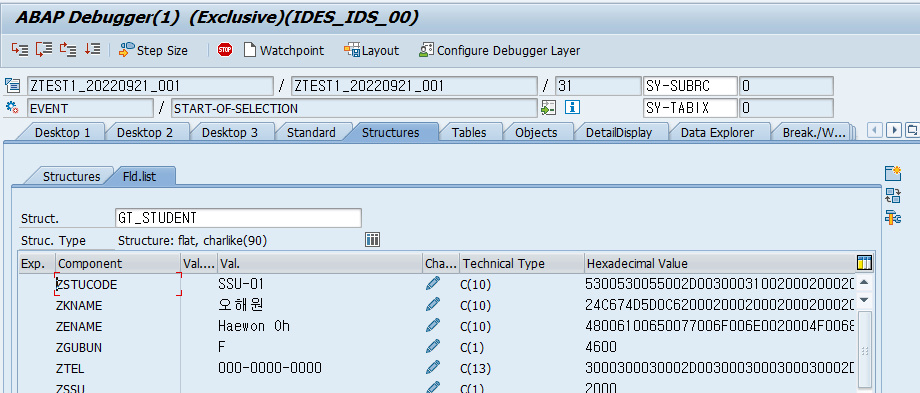 ABAP Debugger(1) (Exclusive)(IDES_IDS_00)
Step Size STOP Watchpoint Layout Configure Debugger Layer
ZTEST1_20220921_001 / ZTEST1_20220921_001 / 31 SY-SUBRC 0
EVENT / START-OF-SELECTION SY-TABIX 0
Desktop 1 Desktop 2 Desktop 3 Standard Structures Tables Objects DetailDisplay Data Explorer Break./W...
Structures Fld.list
Struct. GT_STUDENT
Struc. Type Structure: flat, charlike(90)
Exp. Component Val.... Val. Cha... Technical Type Hexadecimal Value
ZSTUCODE SSU-01 C(10) 5300530055002D003000310020002000200020
ZKNAME 오해원 C(10) 24C674D5D0C62000200020002000200020
ZENAME Haewon Oh C(10) 48006100650077006F006E0020004F0068
ZGUBUN F C(1) 4600
ZTEL 000-0000-0000 C(13) 3000300030002D0030003000300030002D
ZSSU C(1) 2000